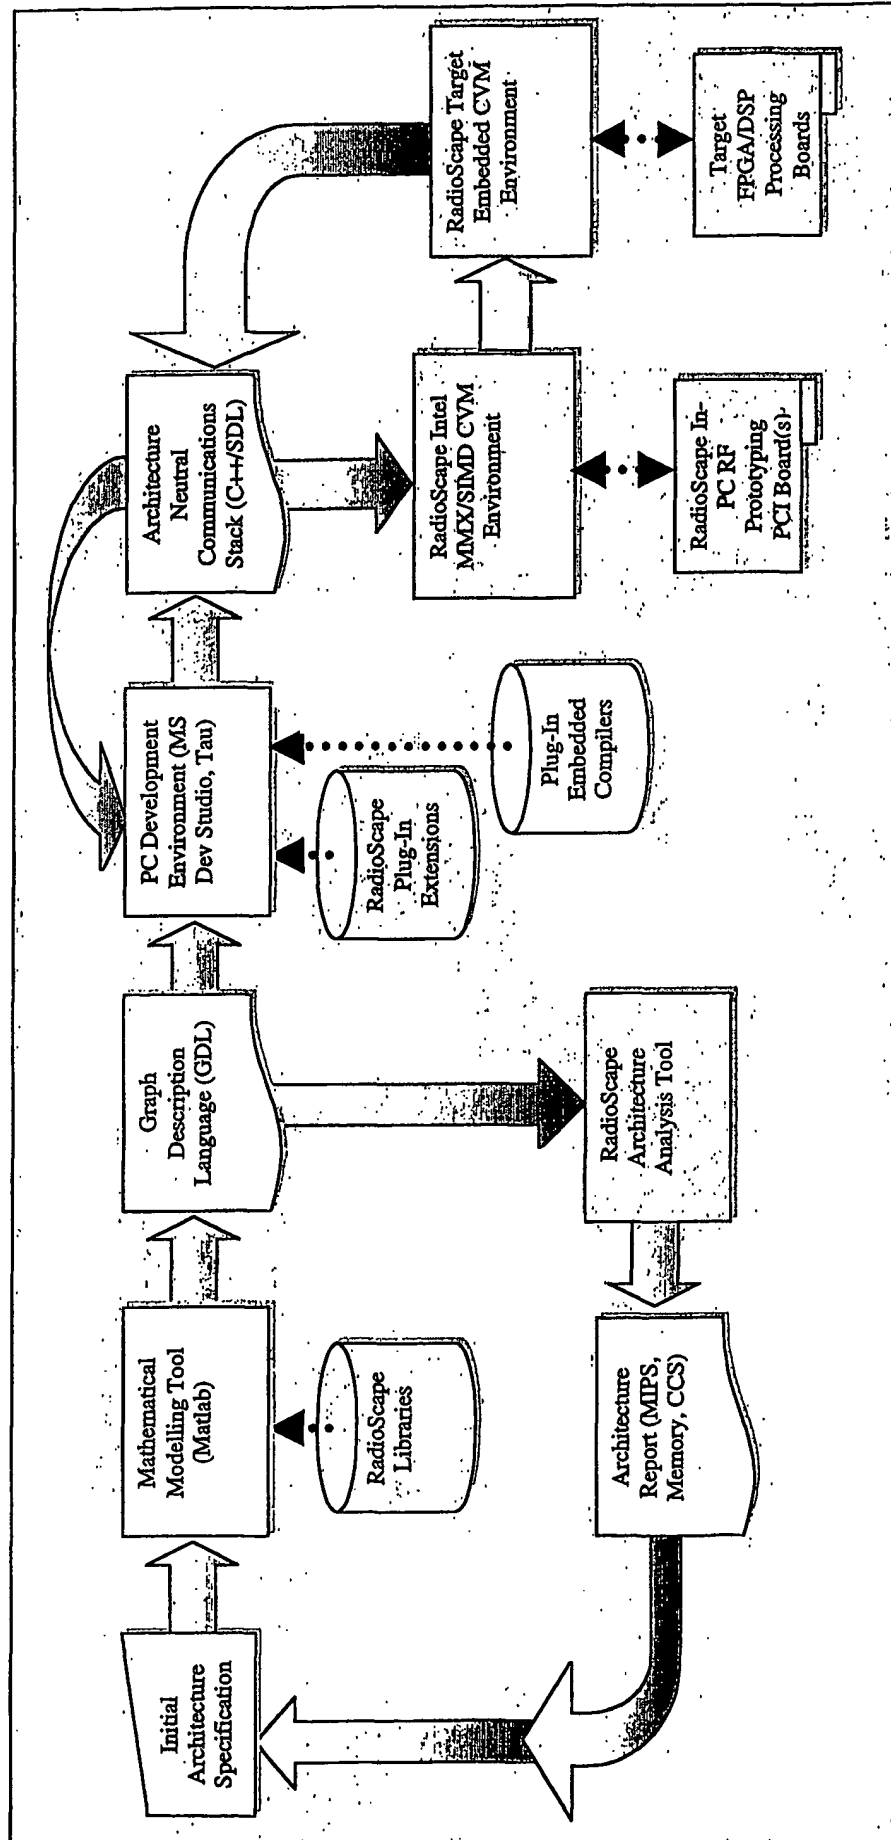 Initial
Architecture
Specification
Mathematical
Modelling Tool
(Matlab)
Graph
Description
Language (GDL)
PC Development
Environment (MS
Dev Studio, Tau)
Architecture
Neutral
Communications
Stack (C++/SDL)
RadioScape
Libraries
RadioScape
Plug-In
Extensions
Plug-In
Embedded
Compilers
RadioScape Intel
MMX/SIMD CVM
Environment
RadioScape Target
Embedded CVM
Environment
Architecture
Report (MIPS,
Memory, CCS)
RadioScape
Architecture
Analysis Tool
RadioScape In-
PC RF
Prototyping
PCI Board(s)
Target
FPGA/DSP
Processing
Boards